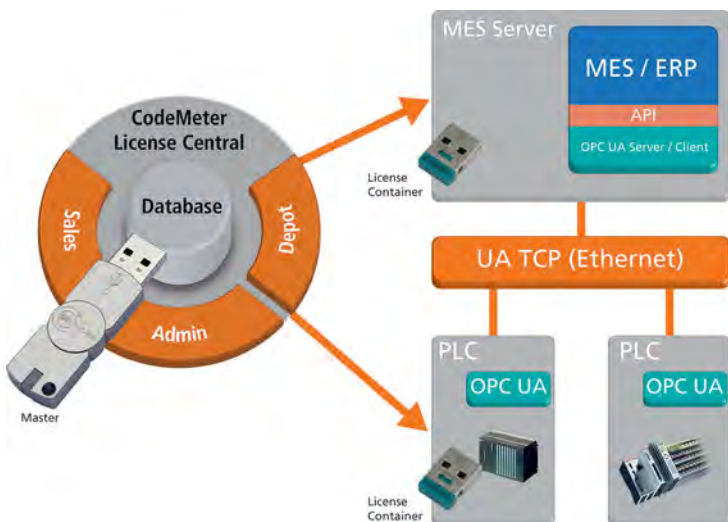 CodeMeter
License Central
Database
Sales
Admin
Depot
Master
MES Server
MES / ERP
API
OPC UA Server / Client
License
Container
UA TCP (Ethernet)
PLC
OPC UA
License
Container
PLC
OPC UA